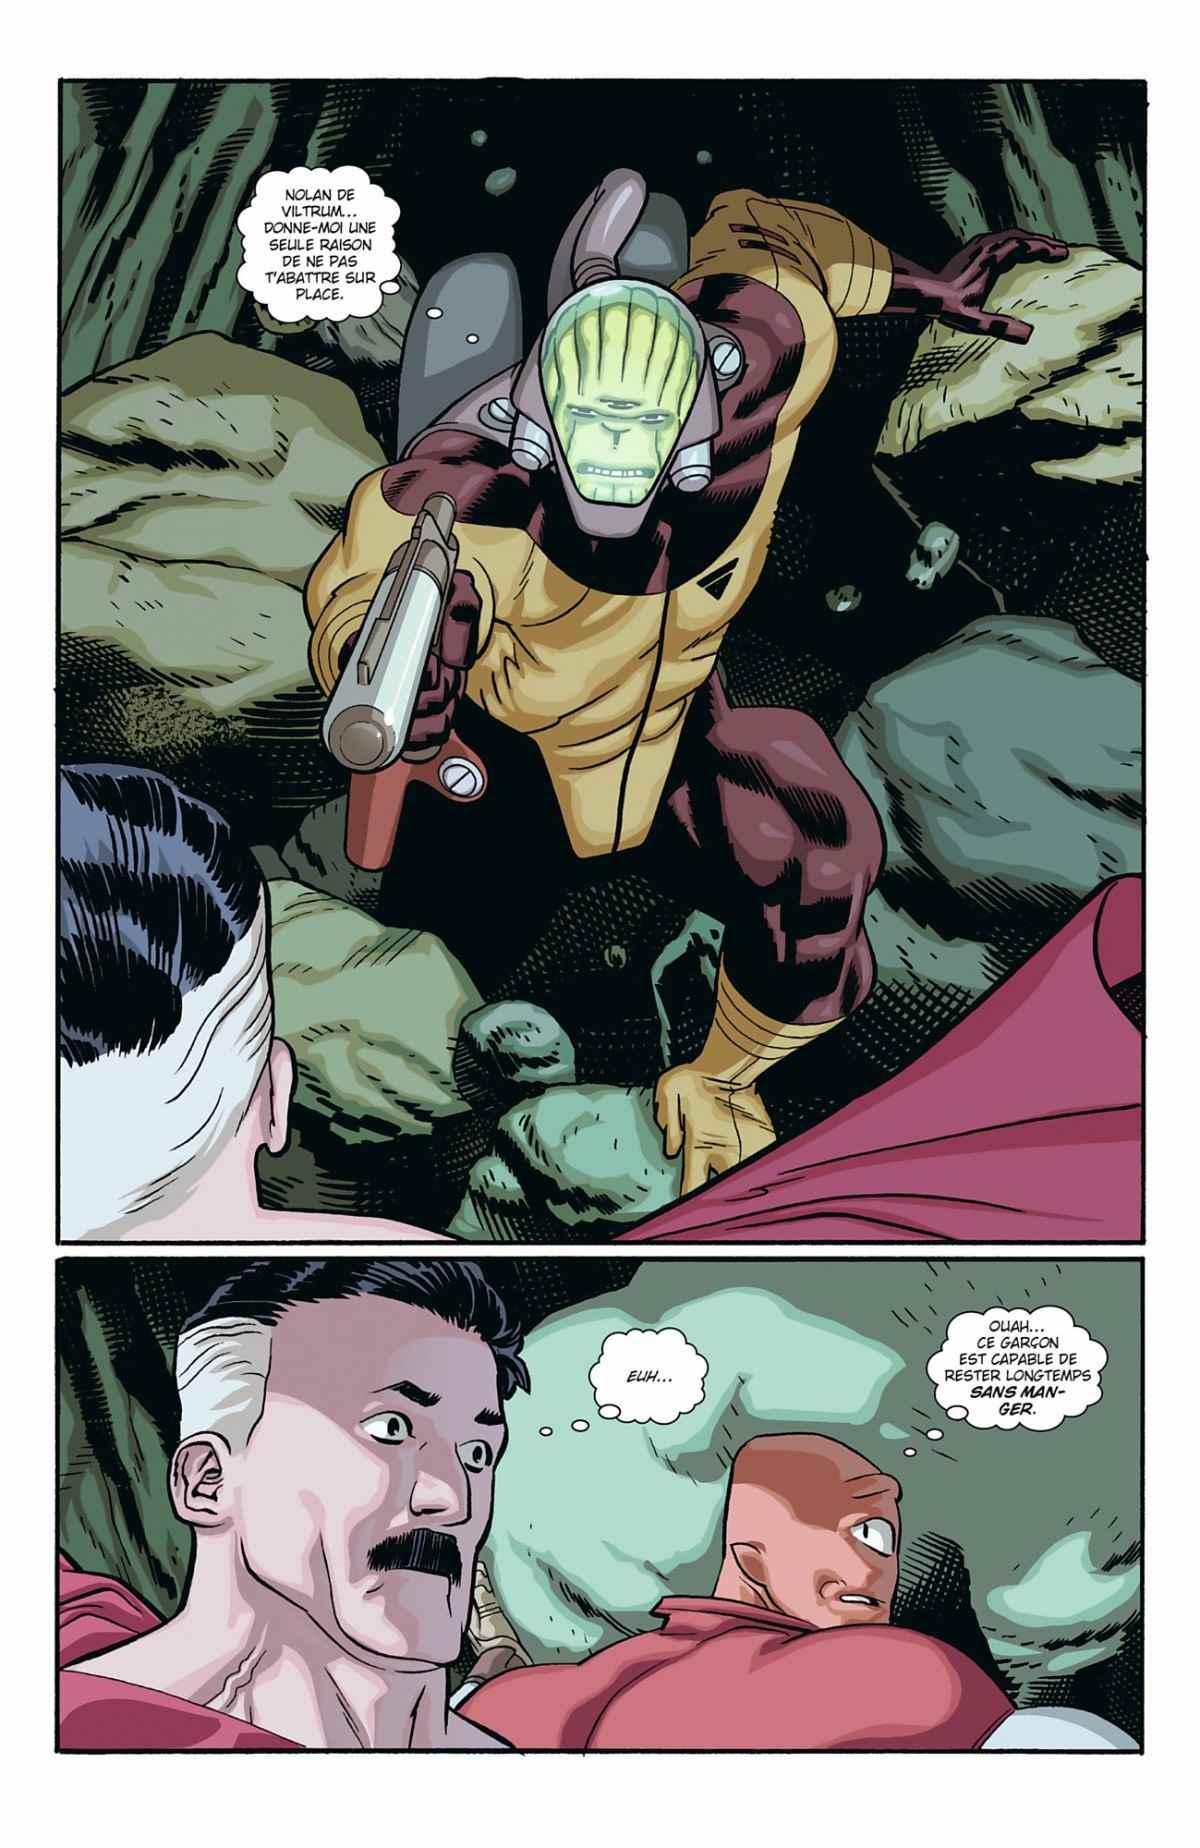 NOLAN DE
VILTRUM...
DONNE-MOI UNE
SEULE RAISON
DE NE PAS
T'ABATTRE SUR
PLACE.
EUH...
OUAH...
CE GARÇON
EST CAPABLE DE
RESTER LONGTEMPS
SANS MAN-
GER.